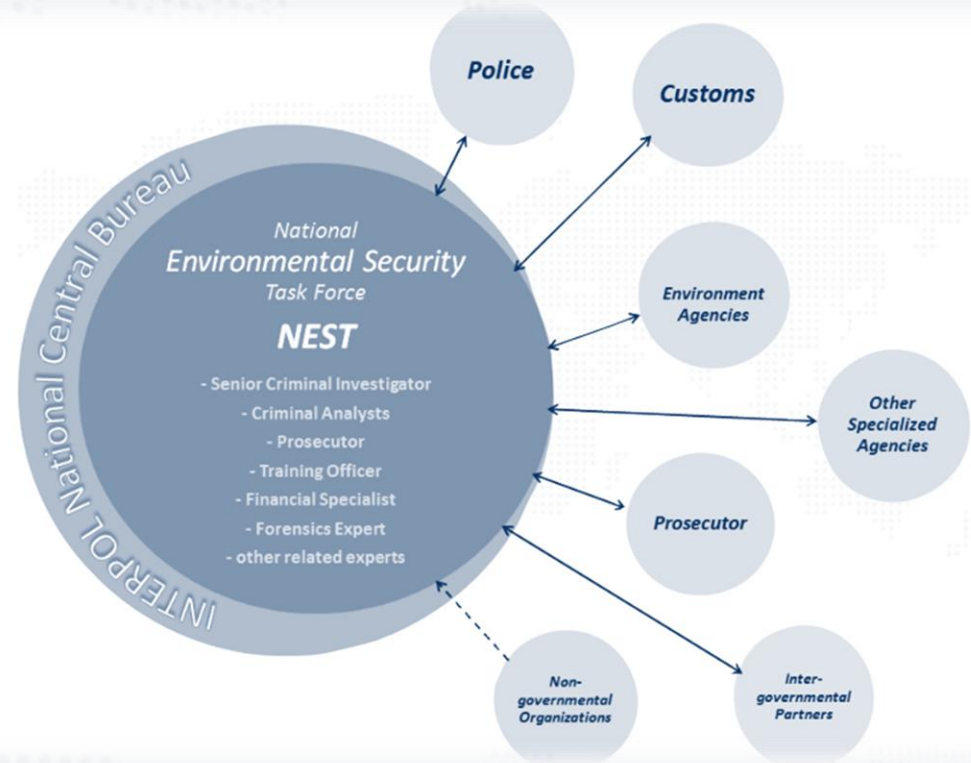 INTERPOL National Central Bureau
National
Environmental Security
Task Force
NEST
- Senior Criminal Investigator
- Criminal Analysts
- Prosecutor
- Training Officer
- Financial Specialist
- Forensics Expert
- other related experts
Police
Customs
Environment
Agencies
Other
Specialized
Agencies
Prosecutor
Inter-
governmental
Partners
Non-
governmental
Organizations